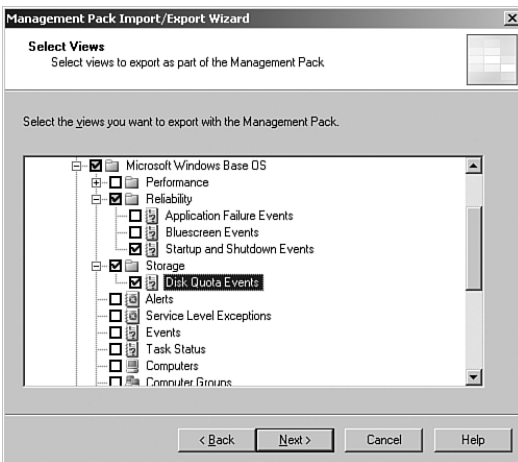 Management Pack Import/Export Wizard
Select Views
Select views to export as part of the Management Pack
Select the views you want to export with the Management Pack.
Microsoft Windows Base OS
Performance
Reliability
Application Failure Events
Bluescreen Events
Startup and Shutdown Events
Storage
Disk Quota Events
Alerts
Service Level Exceptions
Events
Task Status
Computers
Computer Groups
< Back Next > Cancel Help